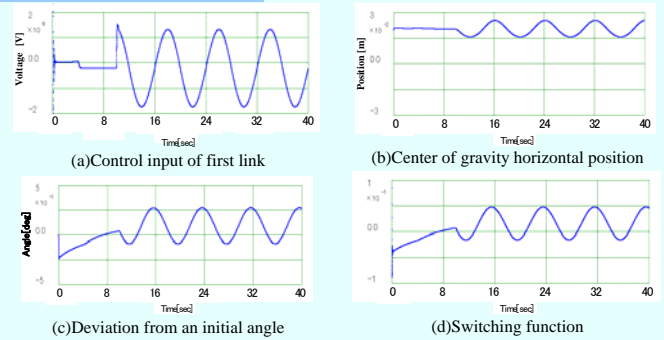 Voltage [V]
2
×10
0.0
−2
0 8 16 24 32 40
Time[sec]
(a)Control input of first link
Position [m]
3
×10
0.0
−3
0 8 16 24 32 40
Time[sec]
(b)Center of gravity horizontal position
Angle[deg]
5
×10
0.0
−5
0 8 16 24 32 40
Time[sec]
(c)Deviation from an initial angle
1
×10
0.0
−1
0 8 16 24 32 40
Time[sec]
(d)Switching function